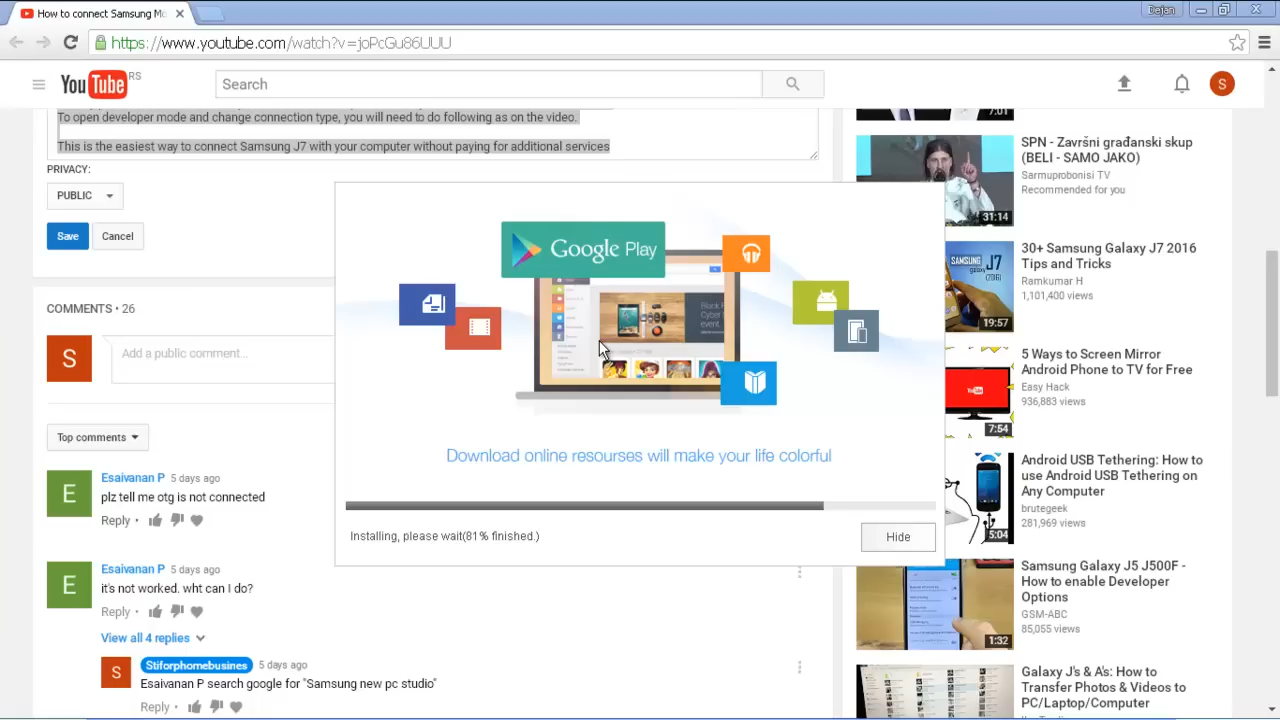 How to connect Samsung Mo
Dejan
https://www.youtube.com/watch?v=joPcGu86UUU
YouTube RS
Search
S
To open developer mode and change connection type, you will need to do following as on the video.
This is the easiest way to connect Samsung J7 with your computer without paying for additional services
PRIVACY:
PUBLIC
Save
Cancel
COMMENTS • 26
S
Add a public comment...
Top comments
E
Esaivanan P 5 days ago
plz tell me otg is not connected
Reply •
E
Esaivanan P 5 days ago
it's not worked. wht can I do?
Reply •
View all 4 replies
S
Stiforphomebusines 5 days ago
Esaivanan P search google for "Samsung new pc studio"
Reply •
Google Play
Download online resourses will make your life colorful
Installing, please wait(81% finished.)
Hide
7:01
SPN - Završni građanski skup
(BELI - SAMO JAKO)
Sarmuprobonisi TV
Recommended for you
31:14
30+ Samsung Galaxy J7 2016
Tips and Tricks
Ramkumar H
1,101,400 views
SAMSUNG
galaxy
J7
(2016)
19:57
5 Ways to Screen Mirror
Android Phone to TV for Free
Easy Hack
936,883 views
7:54
Android USB Tethering: How to
use Android USB Tethering on
Any Computer
brutegeek
281,969 views
5:04
Samsung Galaxy J5 J500F -
How to enable Developer
Options
GSM-ABC
85,055 views
1:32
Galaxy J's & A's: How to
Transfer Photos & Videos to
PC/Laptop/Computer